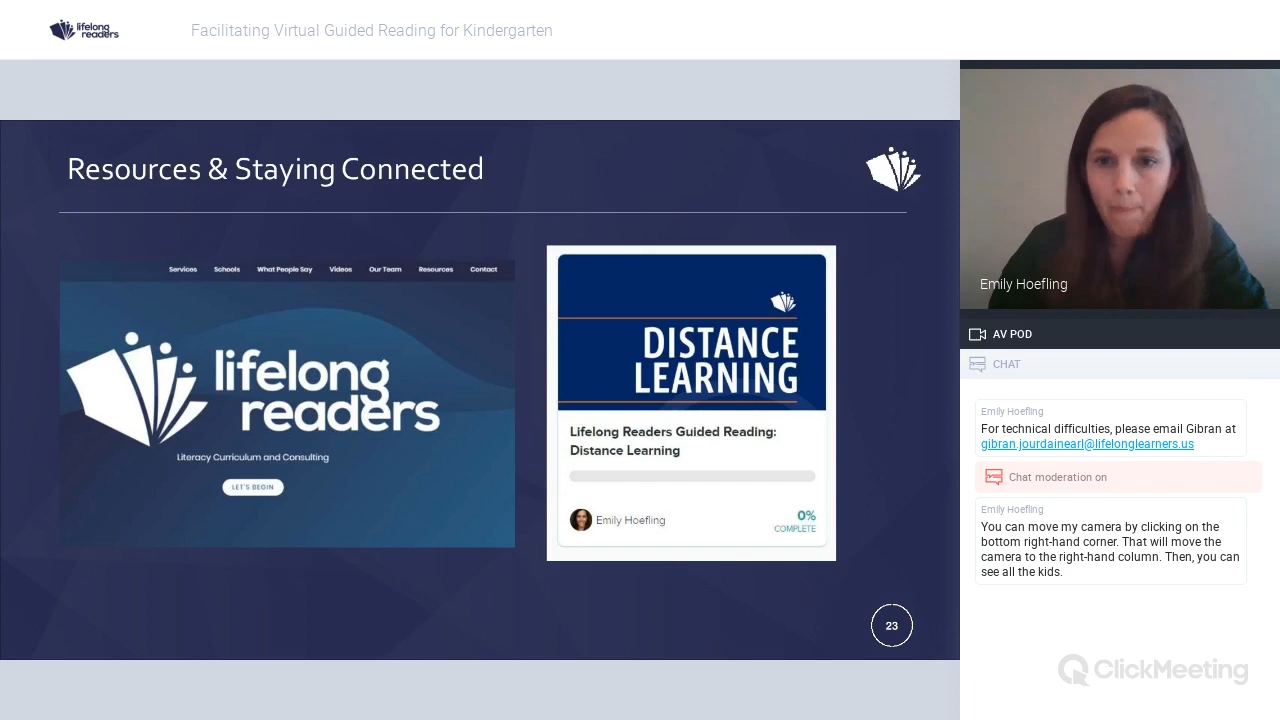 lifelong
readers
Facilitating Virtual Guided Reading for Kindergarten
Resources & Staying Connected
Services Schools What People Say Videos Our Team Resources Contact
lifelong
readers
Literacy Curriculum and Consulting
LET'S BEGIN
DISTANCE
LEARNING
Lifelong Readers Guided Reading:
Distance Learning
Emily Hoefling
0%
COMPLETE
23
Emily Hoefling
AV POD
CHAT
Emily Hoefling
For technical difficulties, please email Gibran at
gibran.jourdainearl@lifelonglearners.us
Chat moderation on
Emily Hoefling
You can move my camera by clicking on the
bottom right-hand corner. That will move the
camera to the right-hand column. Then, you can
see all the kids.
ClickMeeting